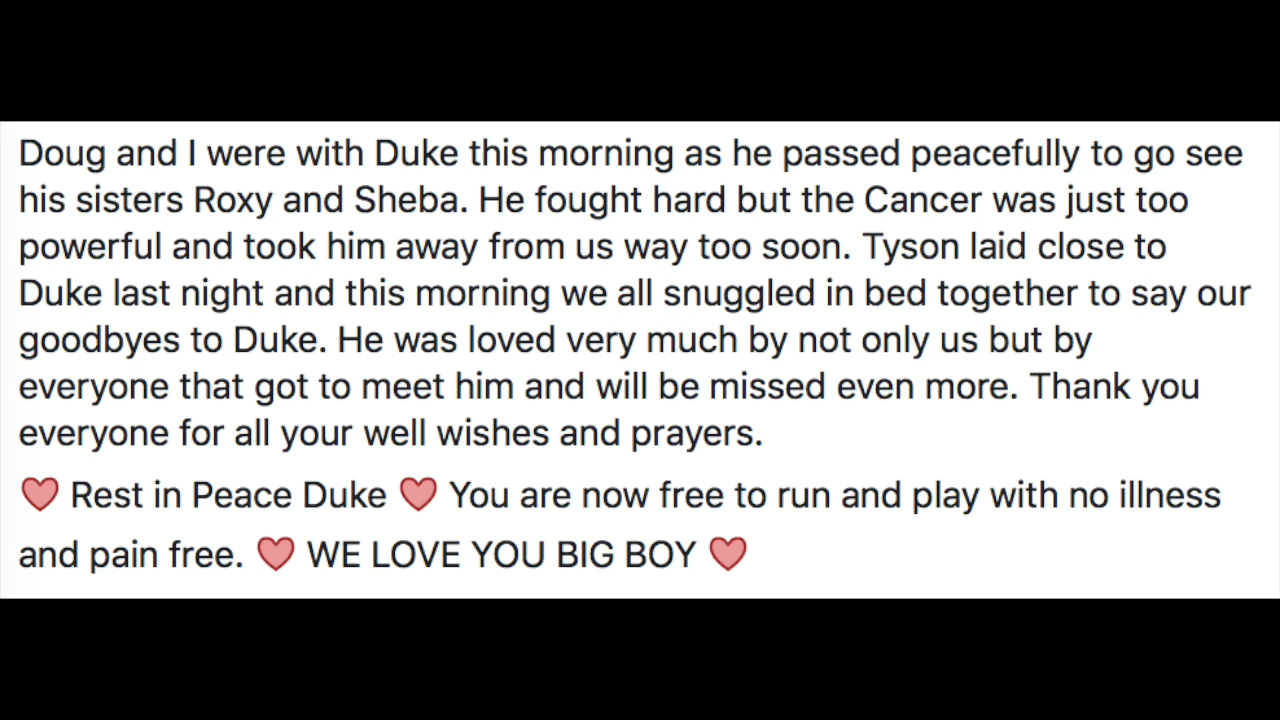 Doug and I were with Duke this morning as he passed peacefully to go see
his sisters Roxy and Sheba. He fought hard but the Cancer was just too
powerful and took him away from us way too soon. Tyson laid close to
Duke last night and this morning we all snuggled in bed together to say our
goodbyes to Duke. He was loved very much by not only us but by
everyone that got to meet him and will be missed even more. Thank you
everyone for all your well wishes and prayers.
❤️ Rest in Peace Duke ❤️ You are now free to run and play with no illness
and pain free. ❤️ WE LOVE YOU BIG BOY ❤️